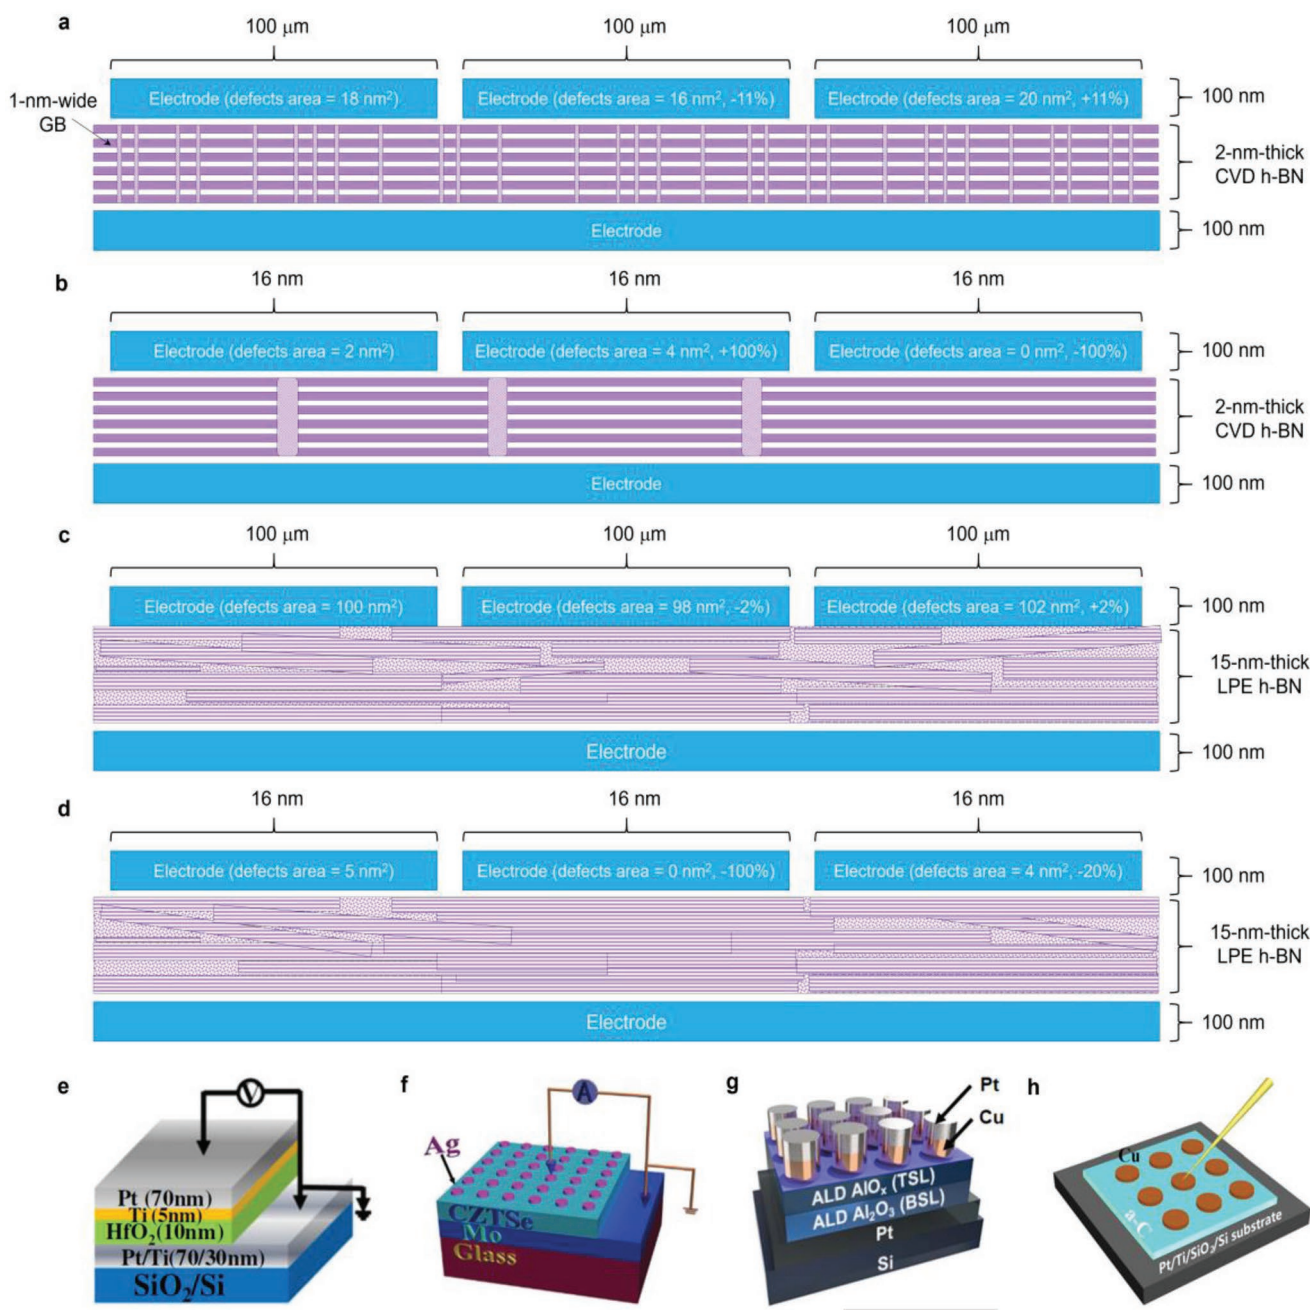 a
100 μm
100 μm
100 μm
1-nm-wide
GB
Electrode (defects area = 18 nm²)
Electrode (defects area = 16 nm², -11%)
Electrode (defects area = 20 nm², +11%)
100 nm
2-nm-thick
CVD h-BN
Electrode
100 nm
b
16 nm
16 nm
16 nm
Electrode (defects area = 2 nm²)
Electrode (defects area = 4 nm², +100%)
Electrode (defects area = 0 nm², -100%)
100 nm
2-nm-thick
CVD h-BN
Electrode
100 nm
c
100 μm
100 μm
100 μm
Electrode (defects area = 100 nm²)
Electrode (defects area = 98 nm², -2%)
Electrode (defects area = 102 nm², +2%)
100 nm
15-nm-thick
LPE h-BN
Electrode
100 nm
d
16 nm
16 nm
16 nm
Electrode (defects area = 5 nm²)
Electrode (defects area = 0 nm², -100%)
Electrode (defects area = 4 nm², -20%)
100 nm
15-nm-thick
LPE h-BN
Electrode
100 nm
e
V
Pt (70nm)
Ti (5nm)
HfO₂(10nm)
Pt/Ti(70/30nm)
SiO₂/Si
f
A
Ag
CZTSe
Mo
Glass
g
Pt
Cu
ALD AlOₓ (TSL)
ALD Al₂O₃ (BSL)
Pt
Si
h
Cu
a-C
Pt/Ti/SiO₂/Si substrate